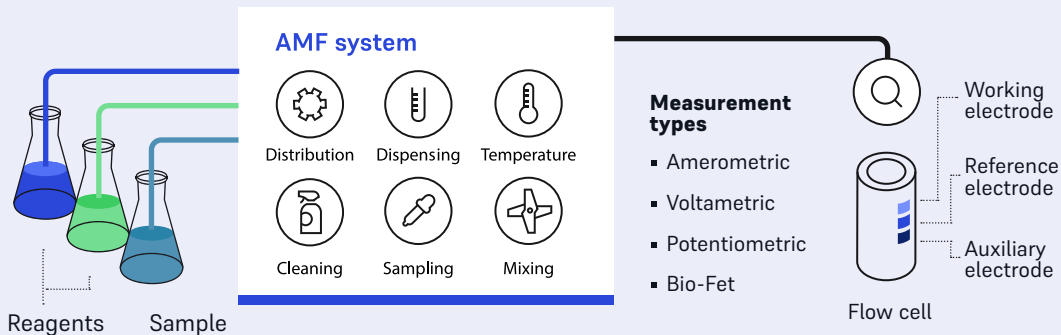 AMF system
Distribution Dispensing Temperature
Cleaning Sampling Mixing
Reagents Sample
Measurement
types
▪ Amerometric
▪ Voltametric
▪ Potentiometric
▪ Bio-Fet
Working
electrode
Reference
electrode
Auxiliary
electrode
Flow cell